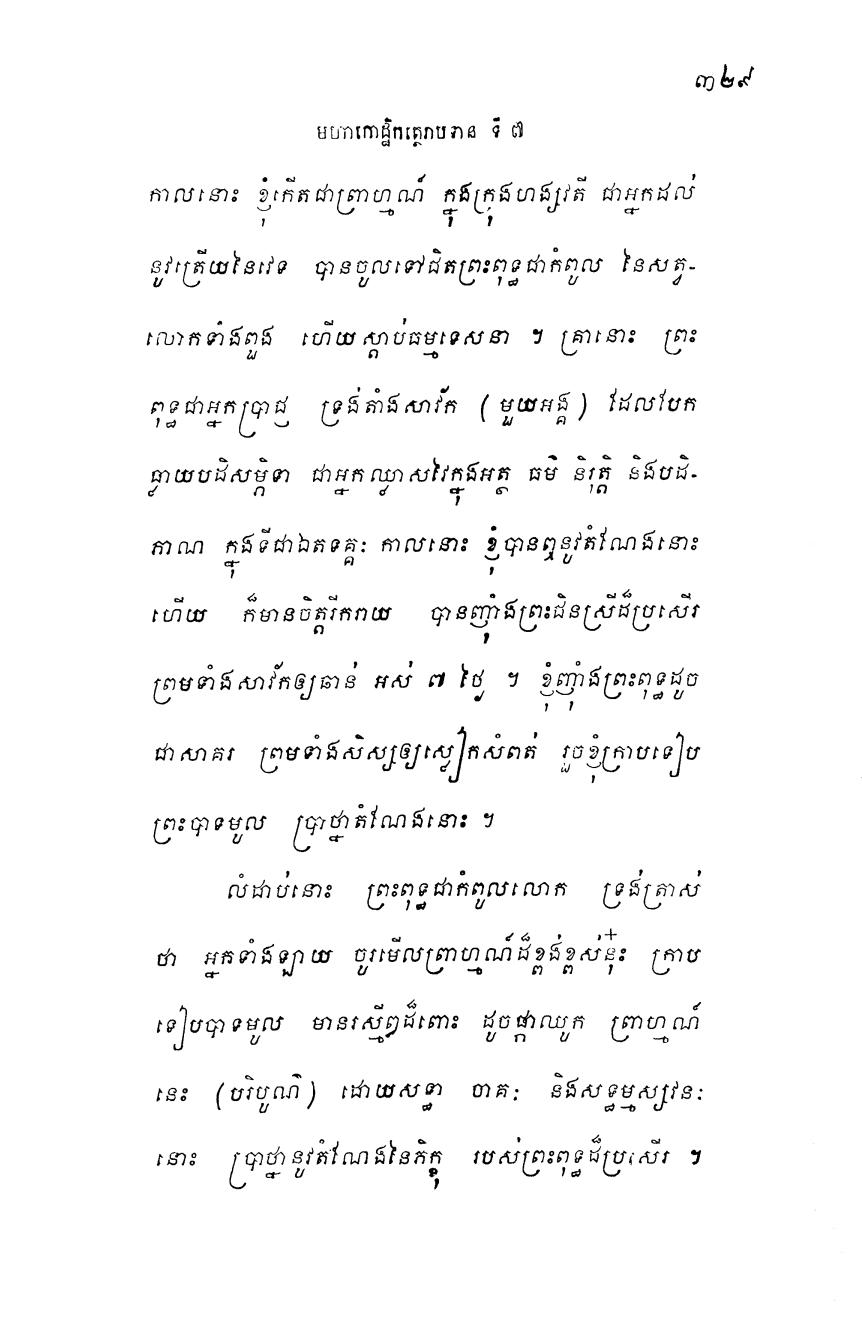 ៣២៩
មហាកោដ្ឋិកត្ថេរាបទាន ទី ៧
កាលនោះ ខ្ញុំកើតជាព្រាហ្មណ៍ ក្នុងក្រុងហង្សវតី ជាអ្នកដល់
នូវត្រើយនៃវេទ បានចូលទៅជិតព្រះពុទ្ធជាកំពូល នៃសត្វ-
លោកទាំងពួង ហើយស្តាប់ធម្មទេសនា ។ គ្រានោះ ព្រះ
ពុទ្ធជាអ្នកប្រាជ្ញ ទ្រង់តាំងសាវ័ក (មួយអង្គ) ដែលបែក
ធ្លាយបដិសម្ភិទា ជាអ្នកឈ្លាសវៃក្នុងអត្ថ ធម៌ និរុត្តិ និងបដិ-
ភាណ ក្នុងទីជាឯតទគ្គៈ កាលនោះ ខ្ញុំបានឮនូវតំណែងនោះ
ហើយ ក៏មានចិត្តរីករាយ បានញ៉ាំងព្រះជិនស្រីដ៏ប្រសើរ
ព្រមទាំងសាវ័កឲ្យឆាន់ អស់ ៧ ថ្ងៃ ។ ខ្ញុំញ៉ាំងព្រះពុទ្ធដូច
ជាសាគរ ព្រមទាំងសិស្សឲ្យស្លៀកសំពត់ រួចខ្ញុំក្រាបទៀប
ព្រះបាទមូល ប្រាថ្នាតំណែងនោះ ។
លំដាប់នោះ ព្រះពុទ្ធជាកំពូលលោក ទ្រង់ត្រាស់
ថា អ្នកទាំងឡាយ ចូរមើលព្រាហ្មណ៍ដ៏ខ្ពង់ខ្ពស់នុ៎ះ ក្រាប
ទៀបបាទមូល មានរស្មីឰដ៏ពោះ ដូចផ្កាឈូក ព្រាហ្មណ៍
នេះ (បរិបូណ៌) ដោយសទ្ធា ចាគៈ និងសទ្ធម្មស្សវនៈ
នោះ ប្រាថ្នានូវតំណែងនៃភិក្ខុ របស់ព្រះពុទ្ធដ៏ប្រសើរ ។